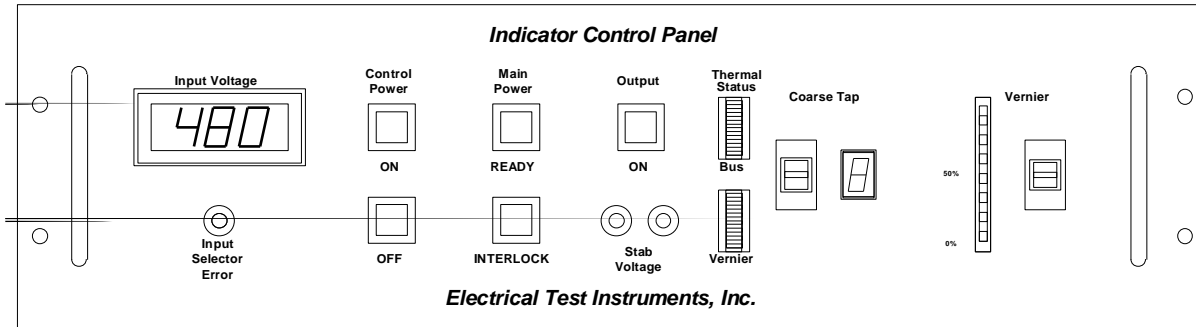 Indicator Control Panel
Input Voltage
480
Control
Power
ON
Main
Power
READY
Output
ON
Thermal
Status
Bus
Coarse Tap
Vernier
50%
0%
Input
Selector
Error
OFF
INTERLOCK
Stab
Voltage
Vernier
Electrical Test Instruments, Inc.